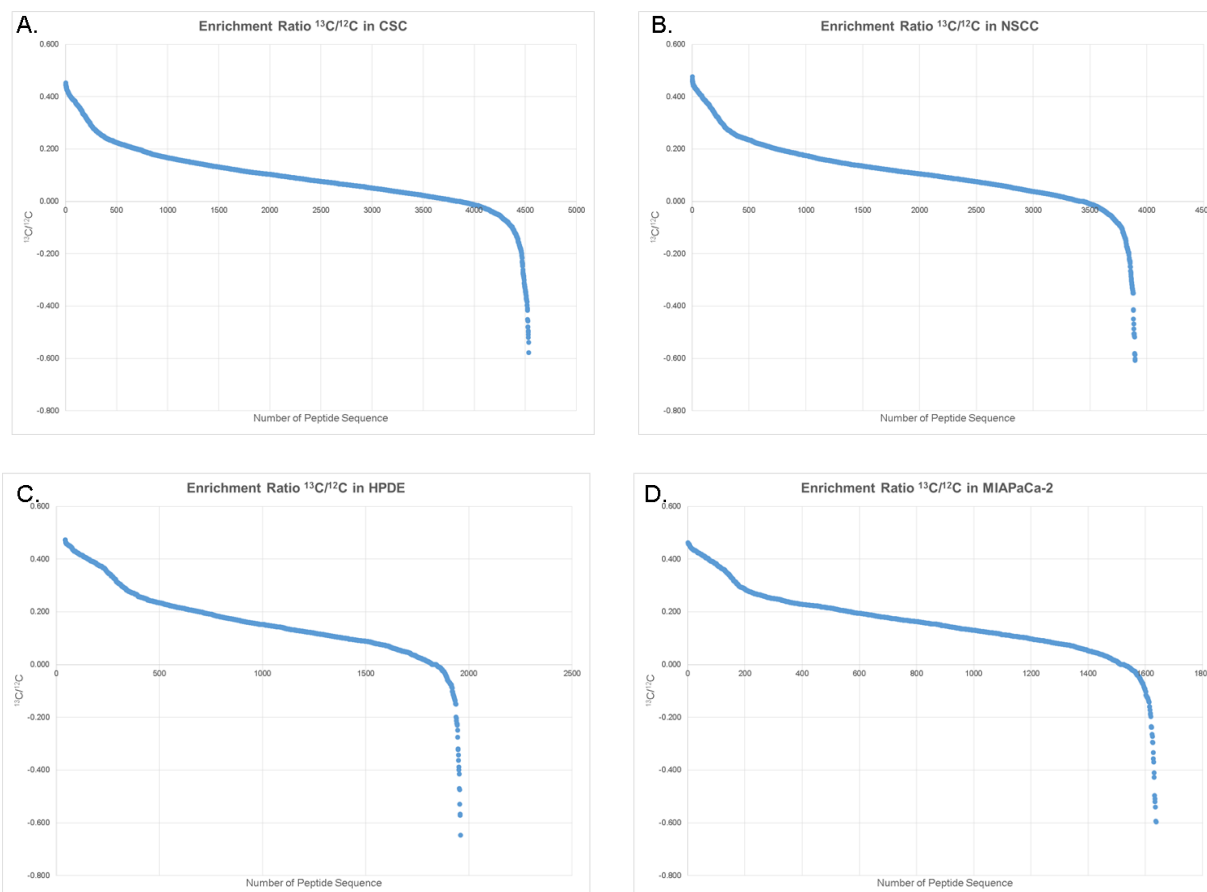 A.
Enrichment Ratio ¹³C/¹²C in CSC
0.600
0.400
0.200
0.000
-0.200
-0.400
-0.600
-0.800
0 500 1000 1500 2000 2500 3000 3500 4000 4500 5000
¹³C/¹²C
Number of Peptide Sequence
B.
Enrichment Ratio ¹³C/¹²C in NSCC
0.600
0.400
0.200
0.000
-0.200
-0.400
-0.600
-0.800
0 500 1000 1500 2000 2500 3000 3500 4000 450
¹³C/¹²C
Number of Peptide Sequence
C.
Enrichment Ratio ¹³C/¹²C in HPDE
0.600
0.400
0.200
0.000
-0.200
-0.400
-0.600
-0.800
0 500 1000 1500 2000 2500
¹³C/¹²C
Number of Peptide Sequence
D.
Enrichment Ratio ¹³C/¹²C in MIAPaCa-2
0.600
0.400
0.200
0.000
-0.200
-0.400
-0.600
-0.800
0 200 400 600 800 1000 1200 1400 1600 180
¹³C/¹²C
Number of Peptide Sequence